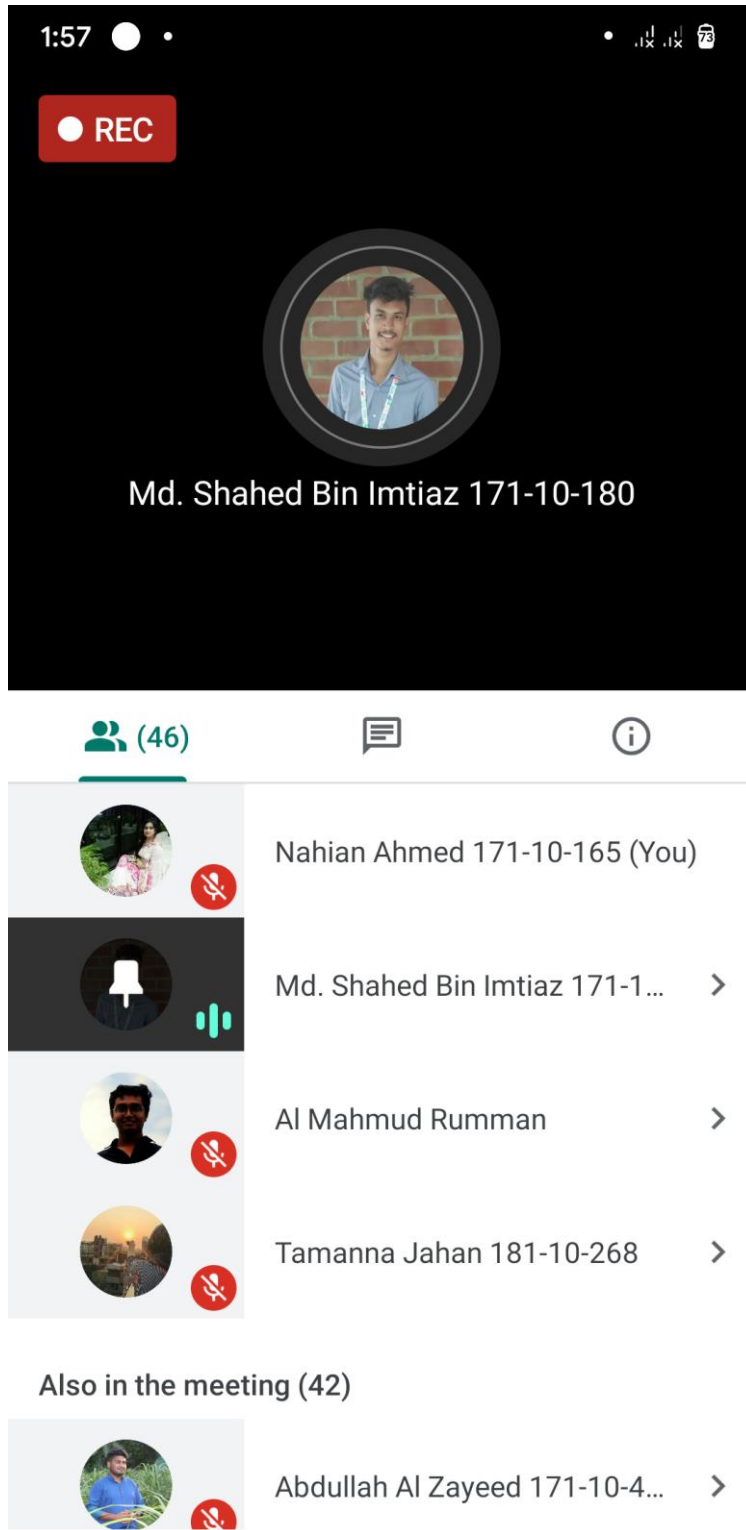 1:57
73
REC
Md. Shahed Bin Imtiaz 171-10-180
(46)
Nahian Ahmed 171-10-165 (You)
Md. Shahed Bin Imtiaz 171-1...
Al Mahmud Rumman
Tamanna Jahan 181-10-268
Also in the meeting (42)
Abdullah Al Zayeed 171-10-4...